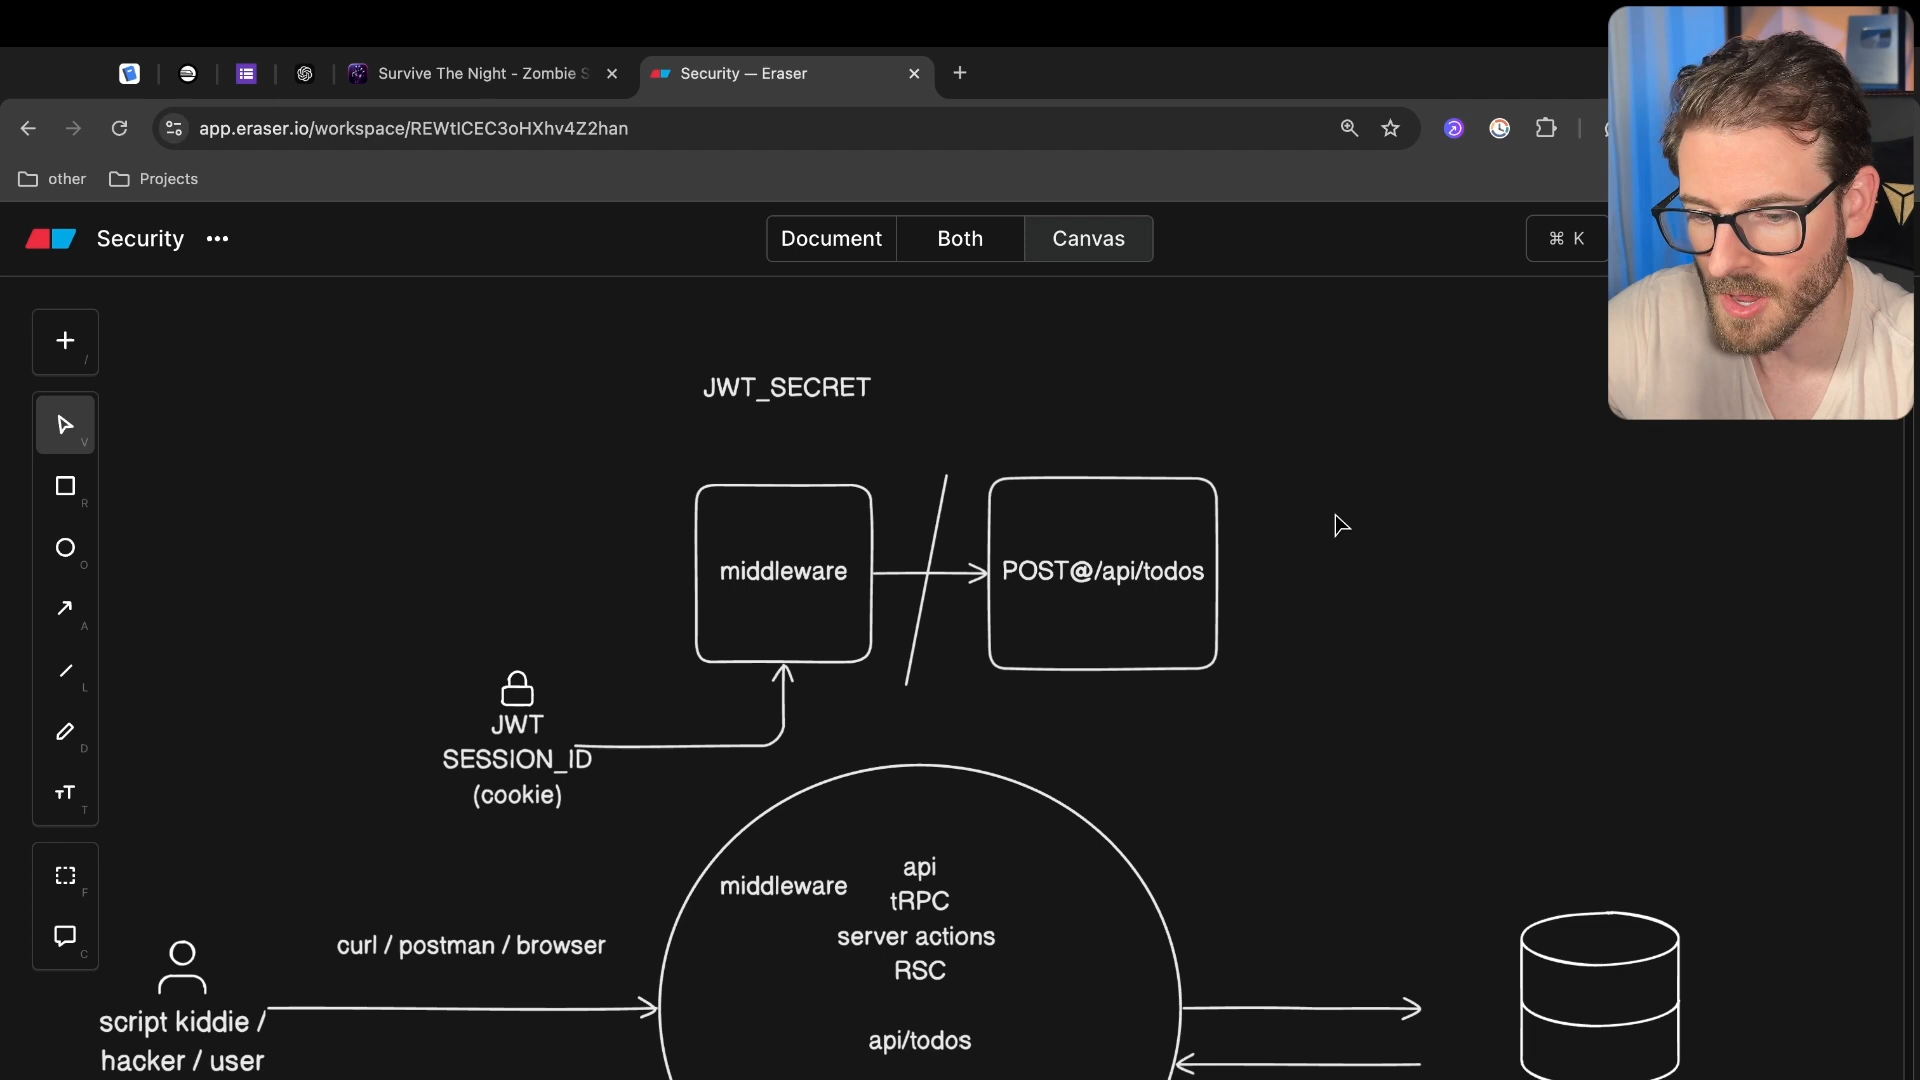 Survive The Night - Zombie S
Security — Eraser
app.eraser.io/workspace/REWtICEC3oHXhv4Z2han
other
Projects
Security
Document
Both
Canvas
⌘ K
/
V
R
O
A
L
D
T
F
C
JWT_SECRET
middleware
POST@/api/todos
JWT
SESSION_ID
(cookie)
middleware
api
tRPC
server actions
RSC
api/todos
curl / postman / browser
script kiddie /
hacker / user